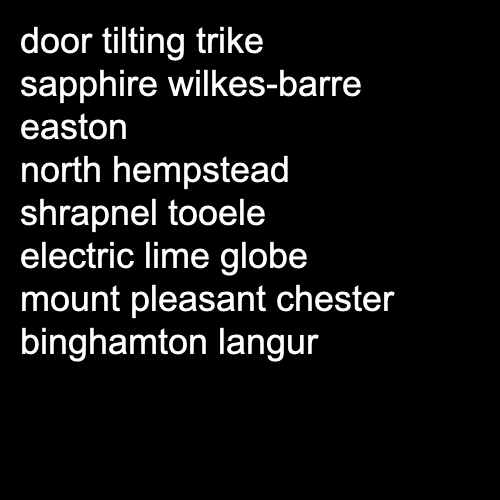 door tilting trike
sapphire wilkes-barre
easton
north hempstead
shrapnel tooele
electric lime globe
mount pleasant chester
binghamton langur